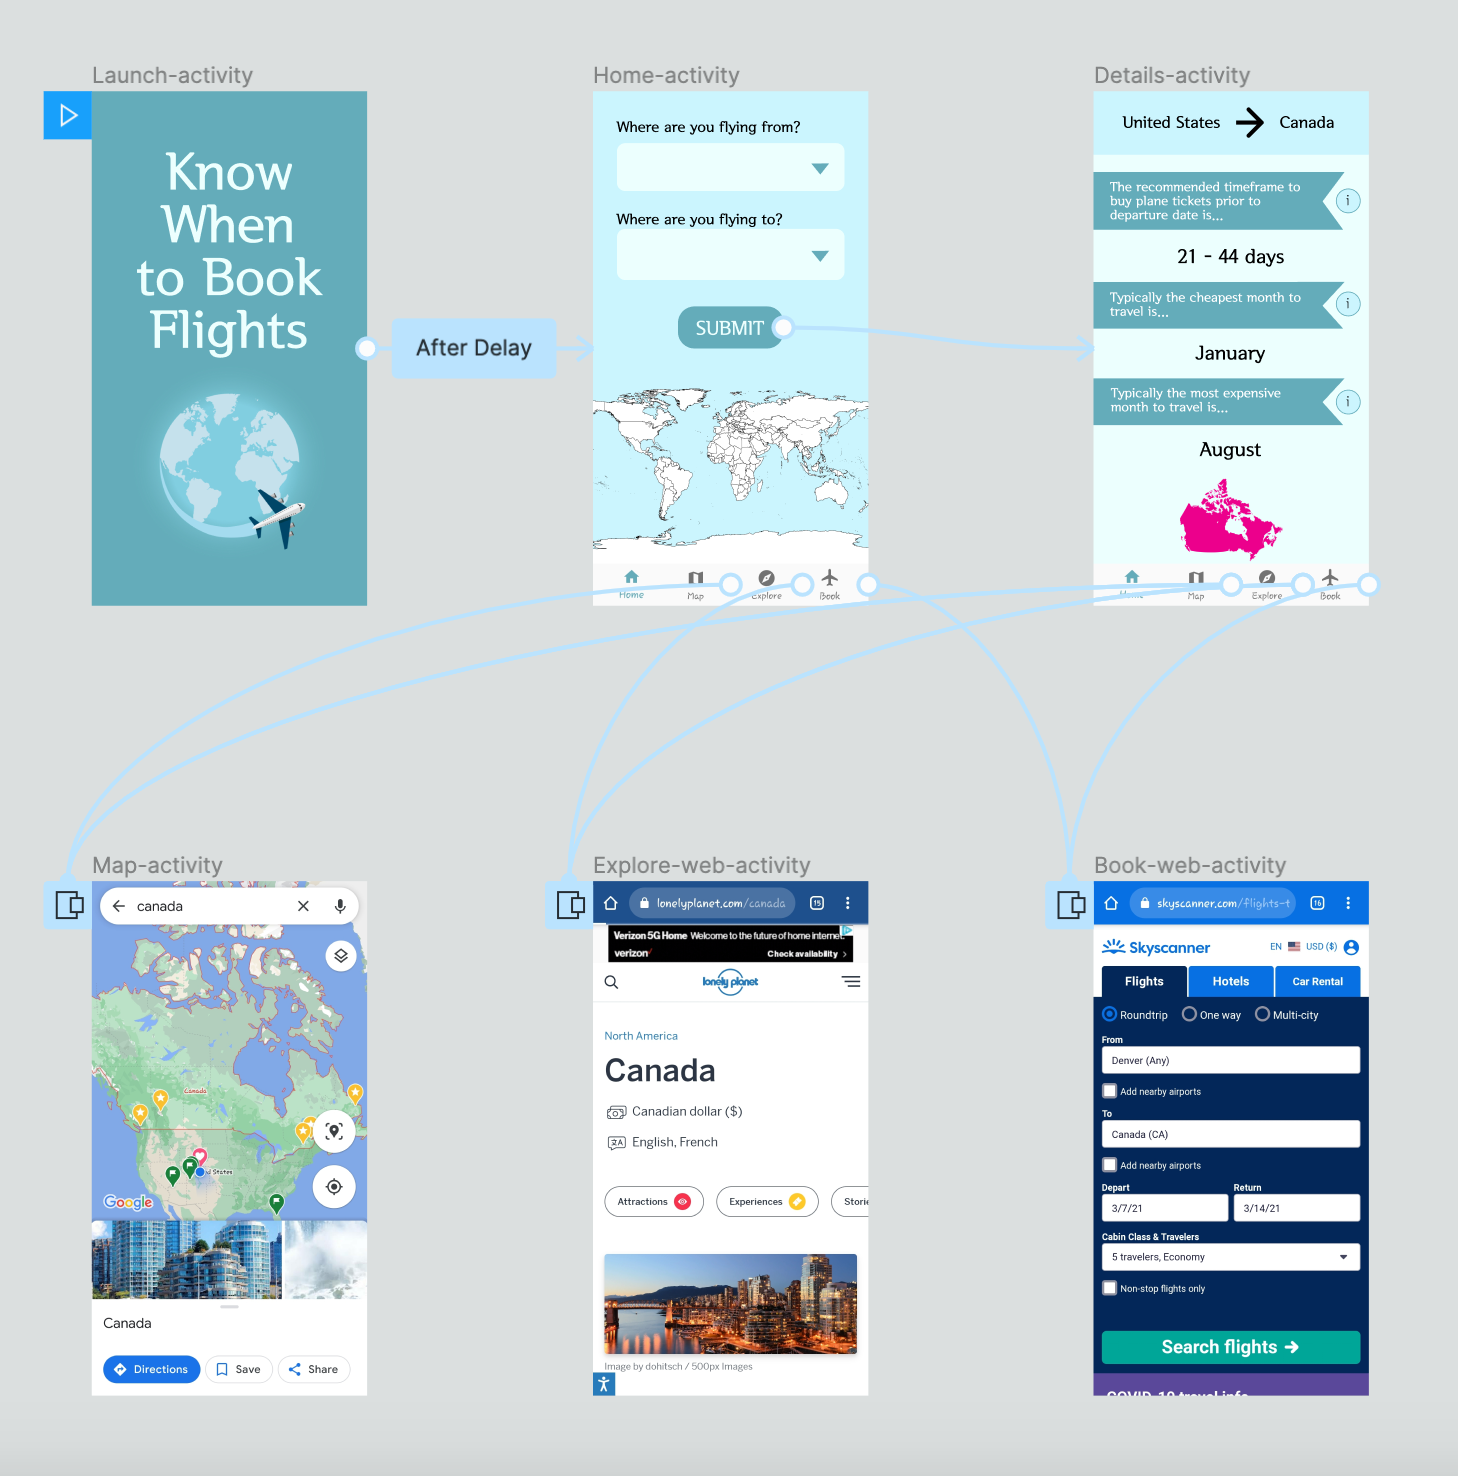 Launch-activity
Know
When
to Book
Flights
After Delay
Home-activity
Where are you flying from?
Where are you flying to?
SUBMIT
Home Map Explore Book
Details-activity
United States Canada
The recommended timeframe to
buy plane tickets prior to
departure date is...
i
21 - 44 days
Typically the cheapest month to
travel is...
i
January
Typically the most expensive
month to travel is...
i
August
Home Map Explore Book
Map-activity
canada
Canada
d States
Google
Canada
Directions Save Share
Explore-web-activity
lonelyplanet.com/canada 15
Verizon 5G Home Welcome to the future of home internet.
verizon Check availability >
lonely planet
North America
Canada
Canadian dollar ($)
English, French
Attractions Experiences Storie
Image by dohitsch / 500px Images
Book-web-activity
skyscanner.com/flights-t 16
Skyscanner EN USD ($)
Flights Hotels Car Rental
Roundtrip One way Multi-city
From
Denver (Any)
Add nearby airports
To
Canada (CA)
Add nearby airports
Depart Return
3/7/21 3/14/21
Cabin Class & Travelers
5 travelers, Economy
Non-stop flights only
Search flights →
COVID-19 travel info